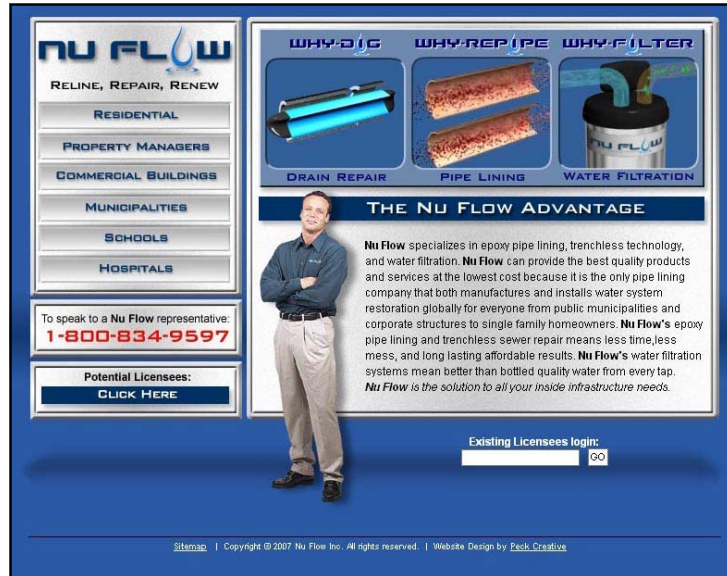 NU FLOW
RELINE, REPAIR, RENEW
RESIDENTIAL
PROPERTY MANAGERS
COMMERCIAL BUILDINGS
MUNICIPALITIES
SCHOOLS
HOSPITALS
To speak to a Nu Flow representative:
1-800-834-9597
Potential Licensees:
CLICK HERE
WHY-DIG
DRAIN REPAIR
WHY-REPIPE
PIPE LINING
WHY-FILTER
NU FLOW
WATER FILTRATION
THE NU FLOW ADVANTAGE
Nu Flow specializes in epoxy pipe lining, trenchless technology,
and water filtration. Nu Flow can provide the best quality products
and services at the lowest cost because it is the only pipe lining
company that both manufactures and installs water system
restoration globally for everyone from public municipalities and
corporate structures to single family homeowners. Nu Flow's epoxy
pipe lining and trenchless sewer repair means less time,less
mess, and long lasting affordable results. Nu Flow's water filtration
systems mean better than bottled quality water from every tap.
Nu Flow is the solution to all your inside infrastructure needs.
Existing Licensees login:
GO
Sitemap | Copyright © 2007 Nu Flow Inc. All rights reserved. | Website Design by Peck Creative